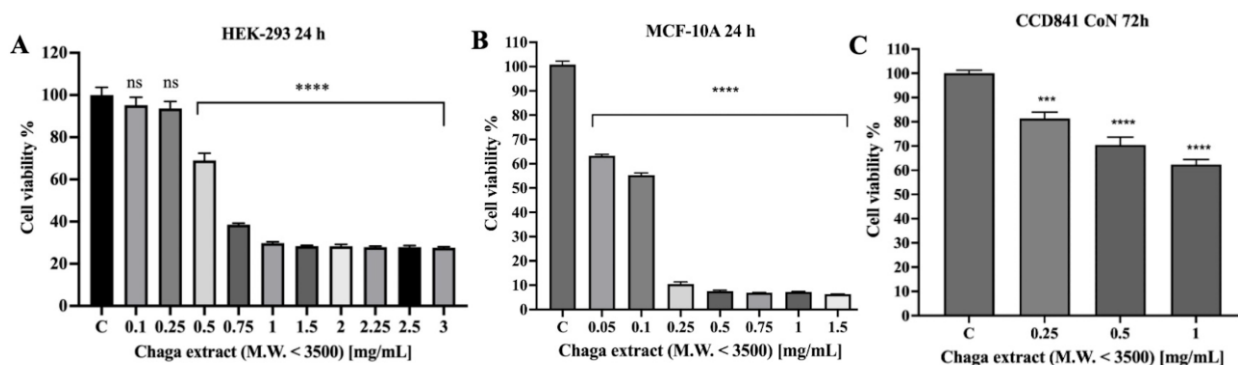 A
HEK-293 24 h
120
100
80
60
40
20
0
Cell viability %
ns
ns
****
C 0.1 0.25 0.5 0.75 1 1.5 2 2.25 2.5 3
Chaga extract (M.W. < 3500) [mg/mL]
B
MCF-10A 24 h
110
100
90
80
70
60
50
40
30
20
10
0
Cell viability %
****
C 0.05 0.1 0.25 0.5 0.75 1 1.5
Chaga extract (M.W. < 3500) [mg/mL]
C
CCD841 CoN 72h
110
100
90
80
70
60
50
40
30
20
10
0
Cell viability %
***
****
****
C 0.25 0.5 1
Chaga extract (M.W. < 3500) [mg/mL]